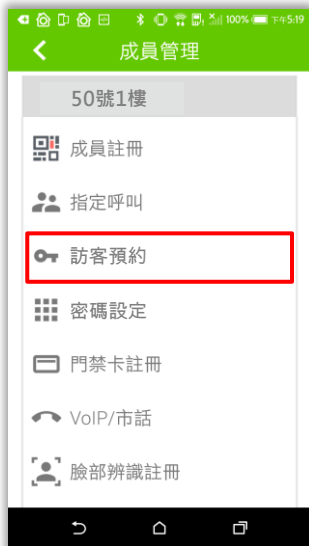 100% 下午5:19
成員管理
50號1樓
成員註冊
指定呼叫
訪客預約
密碼設定
門禁卡註冊
VoIP/市話
臉部辨識註冊